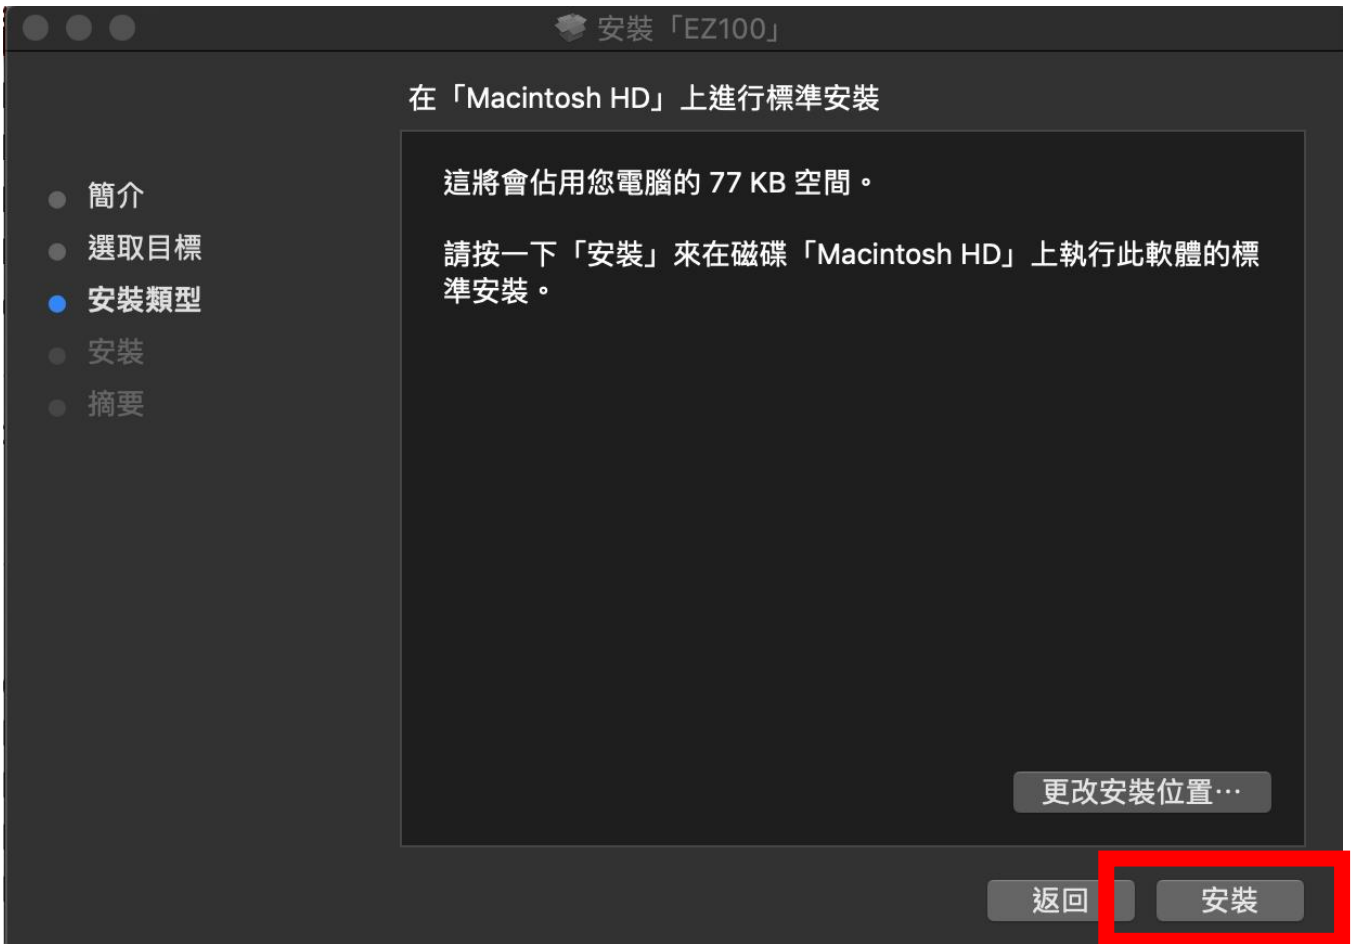 安裝「EZ100」
在「Macintosh HD」上進行標準安裝
簡介
選取目標
安裝類型
安裝
摘要
這將會佔用您電腦的 77 KB 空間。
請按一下「安裝」來在磁碟「Macintosh HD」上執行此軟體的標
準安裝。
更改安裝位置…
返回
安裝